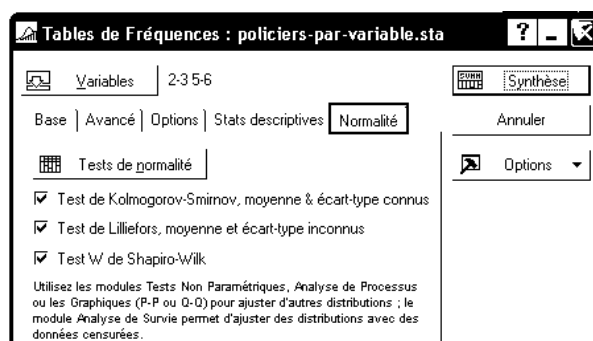 Tables de Fréquences : policiers-par-variable.sta
Variables 2-3 5-6
Synthèse
Base Avancé Options Stats descriptives Normalité
Annuler
Tests de normalité
Options
Test de Kolmogorov-Smirnov, moyenne & écart-type connus
Test de Lilliefors, moyenne et écart-type inconnus
Test W de Shapiro-Wilk
Utilisez les modules Tests Non Paramétriques, Analyse de Processus
ou les Graphiques (P-P ou Q-Q) pour ajuster d'autres distributions ; le
module Analyse de Survie permet d'ajuster des distributions avec des
données censurées.